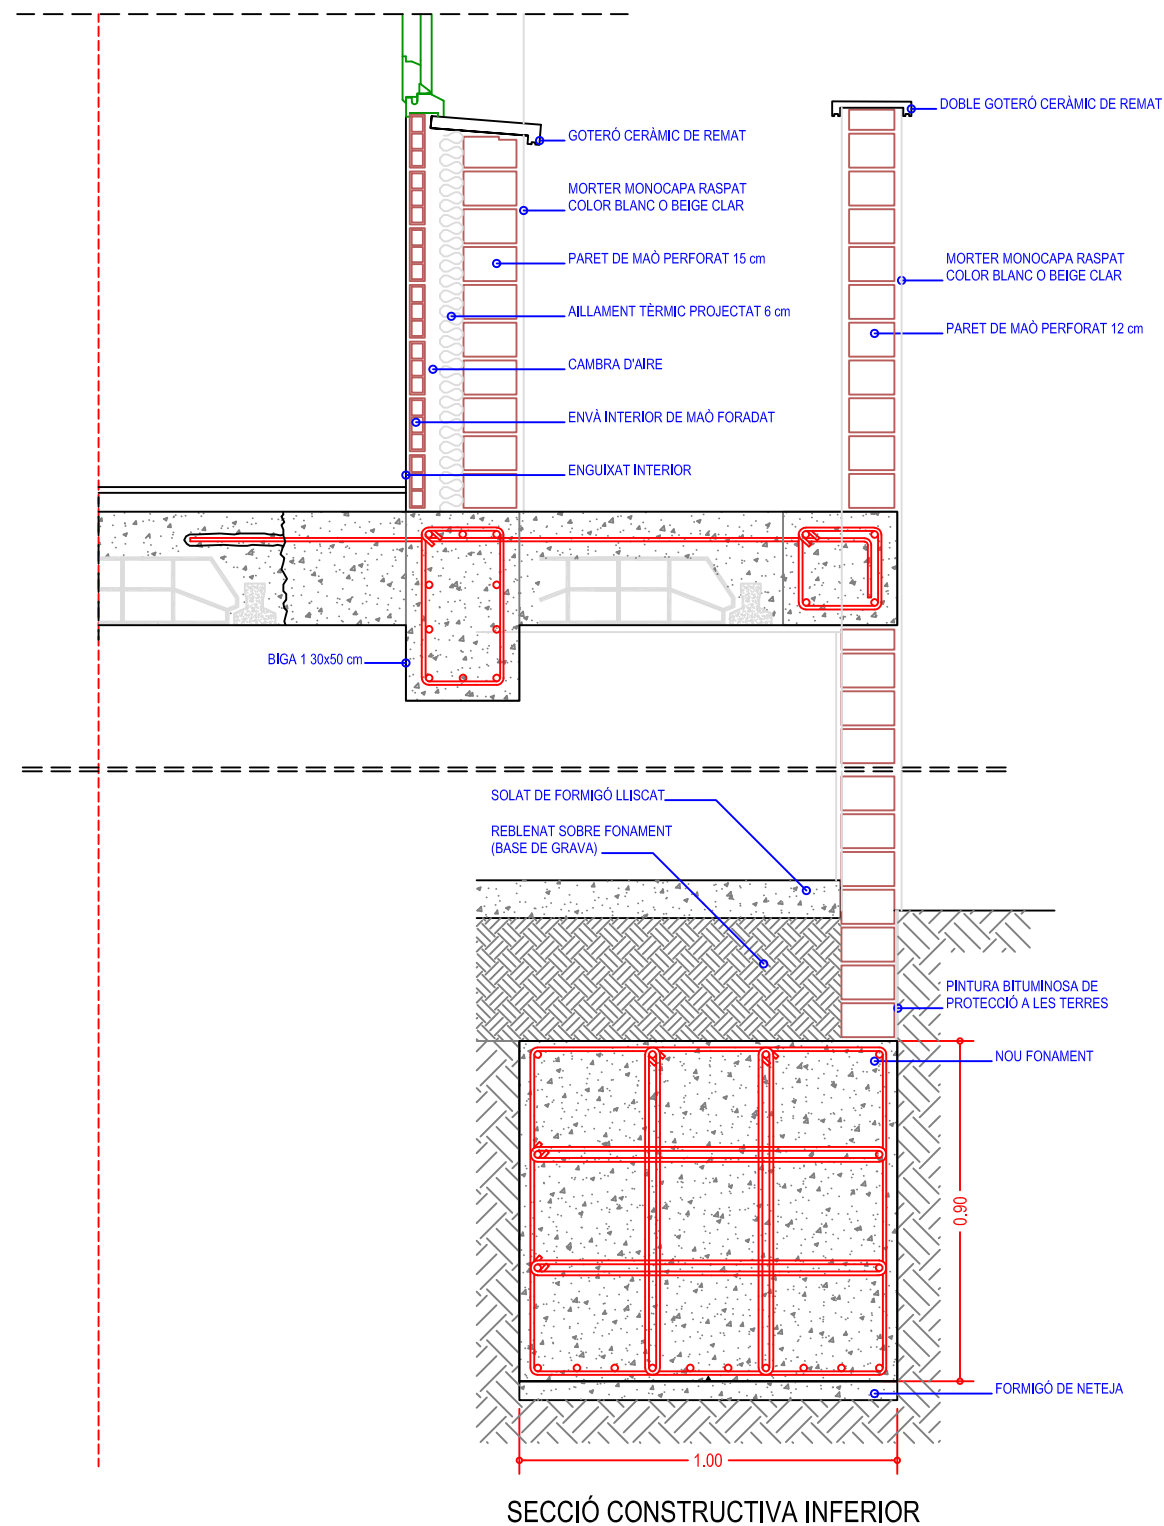 DOBLE GOTERÓ CERÀMIC DE REMAT
GOTERÓ CERÀMIC DE REMAT
MORTER MONOCAPA RASPAT
COLOR BLANC O BEIGE CLAR
PARET DE MAÒ PERFORAT 15 cm
MORTER MONOCAPA RASPAT
COLOR BLANC O BEIGE CLAR
AILLAMENT TÈRMIC PROJECTAT 6 cm
PARET DE MAÒ PERFORAT 12 cm
CAMBRA D'AIRE
ENVÀ INTERIOR DE MAÒ FORADAT
ENGUIXAT INTERIOR
BIGA 1 30x50 cm
SOLAT DE FORMIGÓ LLISCAT
REBLENAT SOBRE FONAMENT
(BASE DE GRAVA)
PINTURA BITUMINOSA DE
PROTECCIÓ A LES TERRES
NOU FONAMENT
0.90
FORMIGÓ DE NETEJA
1.00
SECCIÓ CONSTRUCTIVA INFERIOR